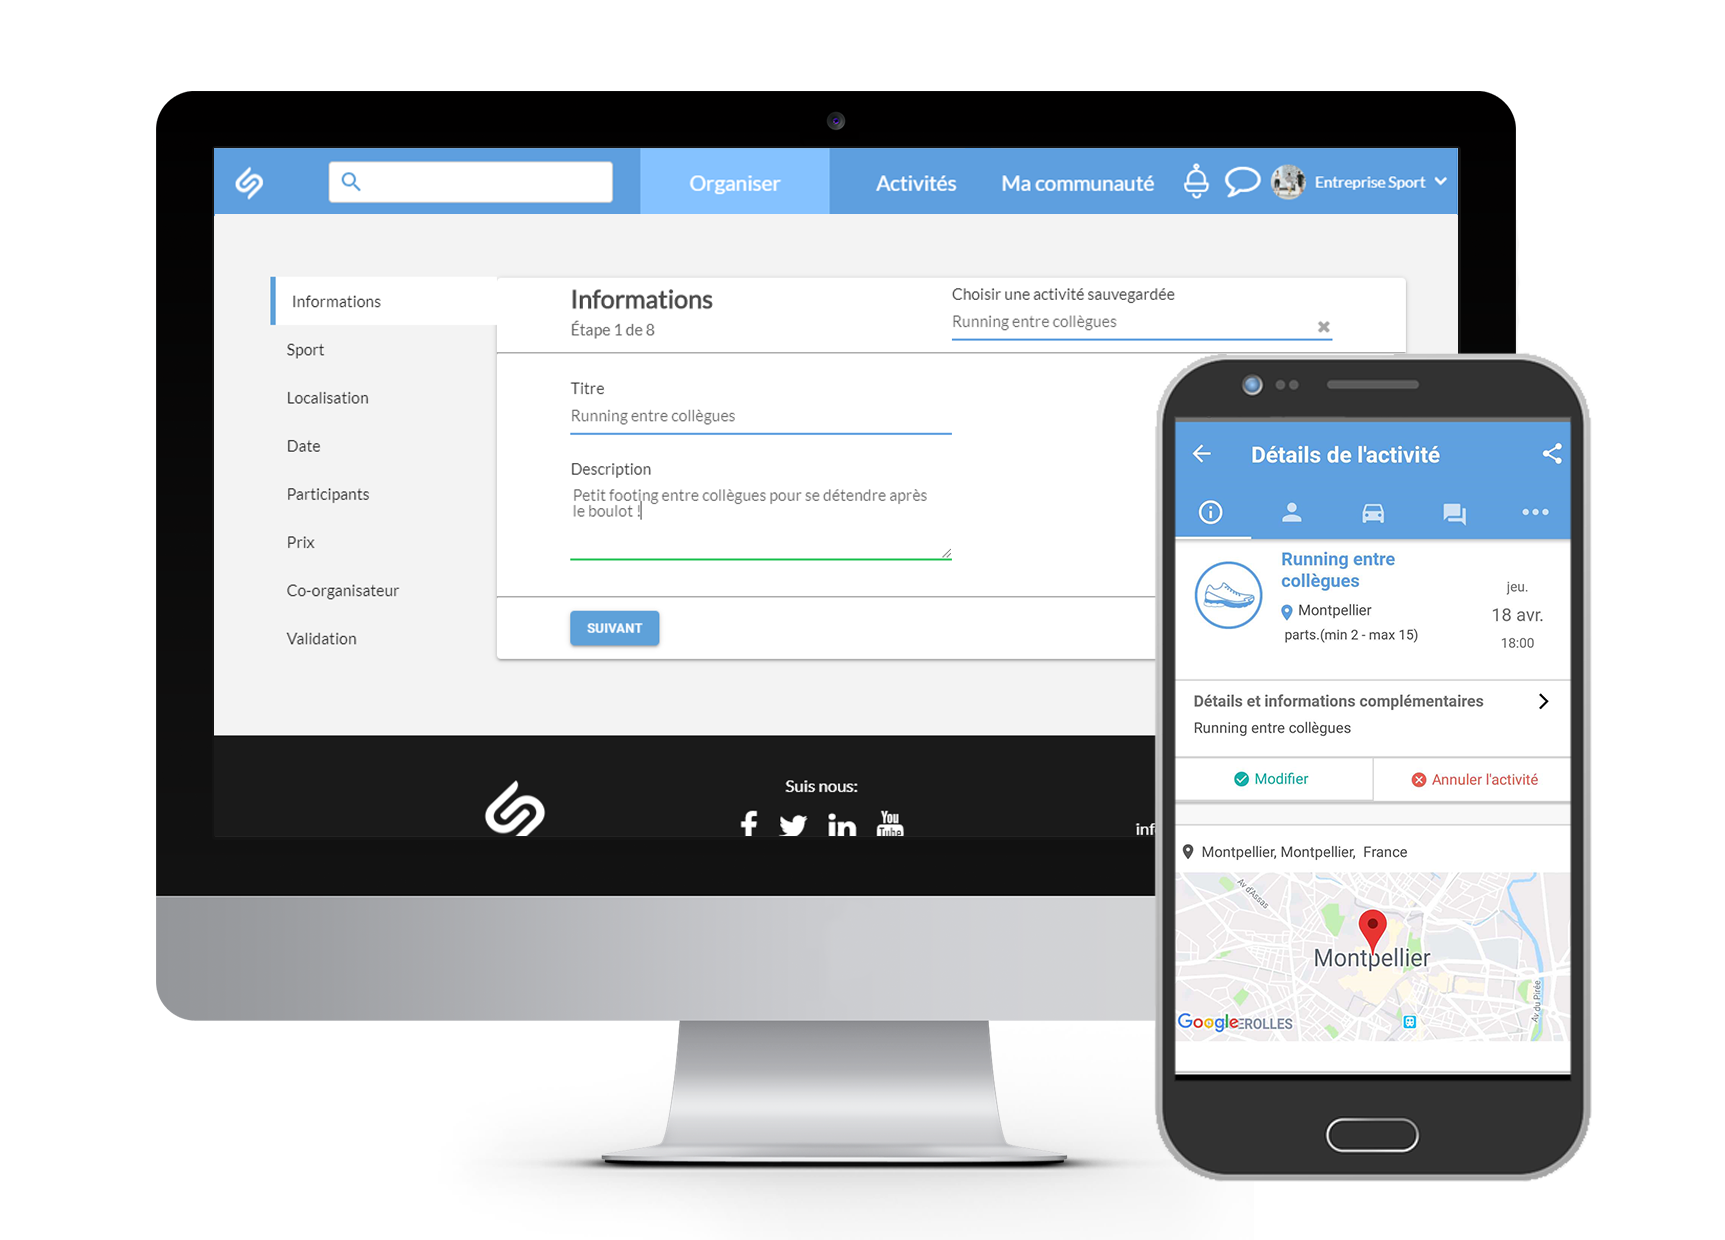 Organiser
Activités
Ma communauté
Entreprise Sport
Informations
Sport
Localisation
Date
Participants
Prix
Co-organisateur
Validation
Informations
Étape 1 de 8
Choisir une activité sauvegardée
Running entre collègues
Titre
Running entre collègues
Description
Petit footing entre collègues pour se détendre après
le boulot !
SUIVANT
Suis nous:
You
Tube
Détails de l'activité
Running entre
collègues
Montpellier
parts.(min 2 - max 15)
jeu.
18 avr.
18:00
Détails et informations complémentaires
Running entre collègues
Modifier
Annuler l'activité
Montpellier, Montpellier, France
Av d'Assas
Montpellier
Av du Pirée
Google
EROLLES